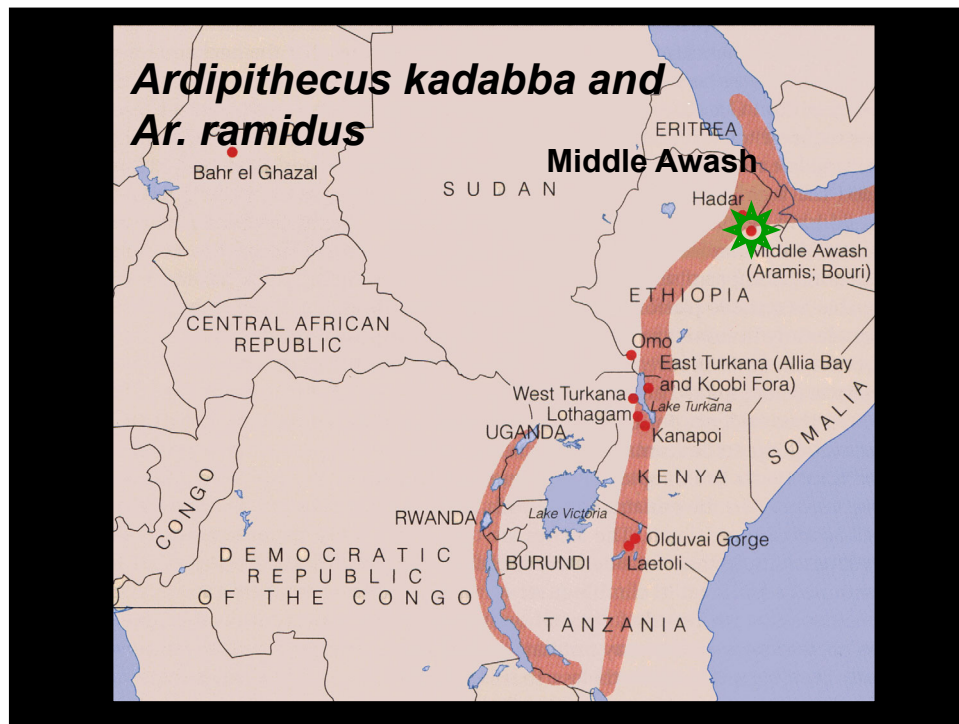 Ardipithecus kadabba and
Ar. ramidus
CHAD
Bahr el Ghazal
SUDAN
ERITREA
Middle Awash
Hadar
Middle Awash
(Aramis; Bouri)
ETHIOPIA
CENTRAL AFRICAN
REPUBLIC
Omo
East Turkana (Allia Bay
and Koobi Fora)
West Turkana
Lake Turkana
Lothagam
UGANDA
Kanapoi
SOMALIA
KENYA
CONGO
RWANDA
Lake Victoria
Olduvai Gorge
DEMOCRATIC
REPUBLIC
OF THE CONGO
BURUNDI
Laetoli
TANZANIA